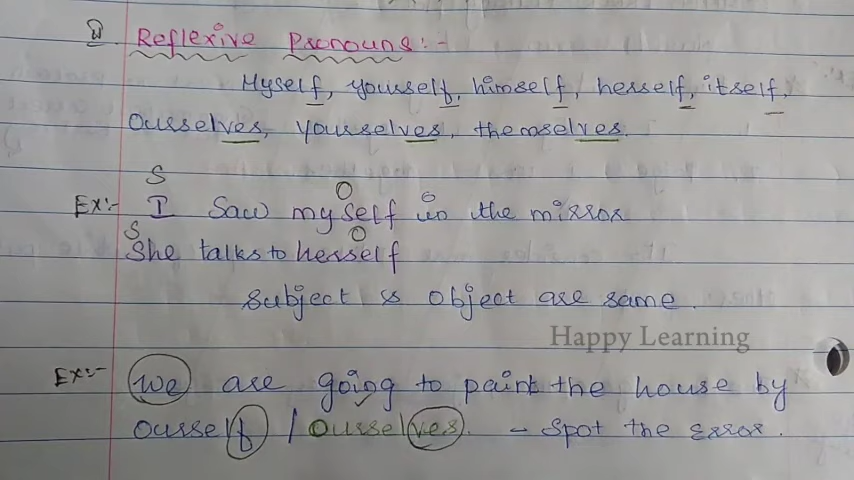 Reflexive Pronouns:-
Myself, yourself, himself, herself, itself,
Ourselves, yourselves, themselves.
S
O
Ex:- I saw myself in the mirror
S
O
She talks to herself
subject & object are same.
Happy Learning
Ex:- We are going to paint the house by
ourself / ourselves. - Spot the Error.